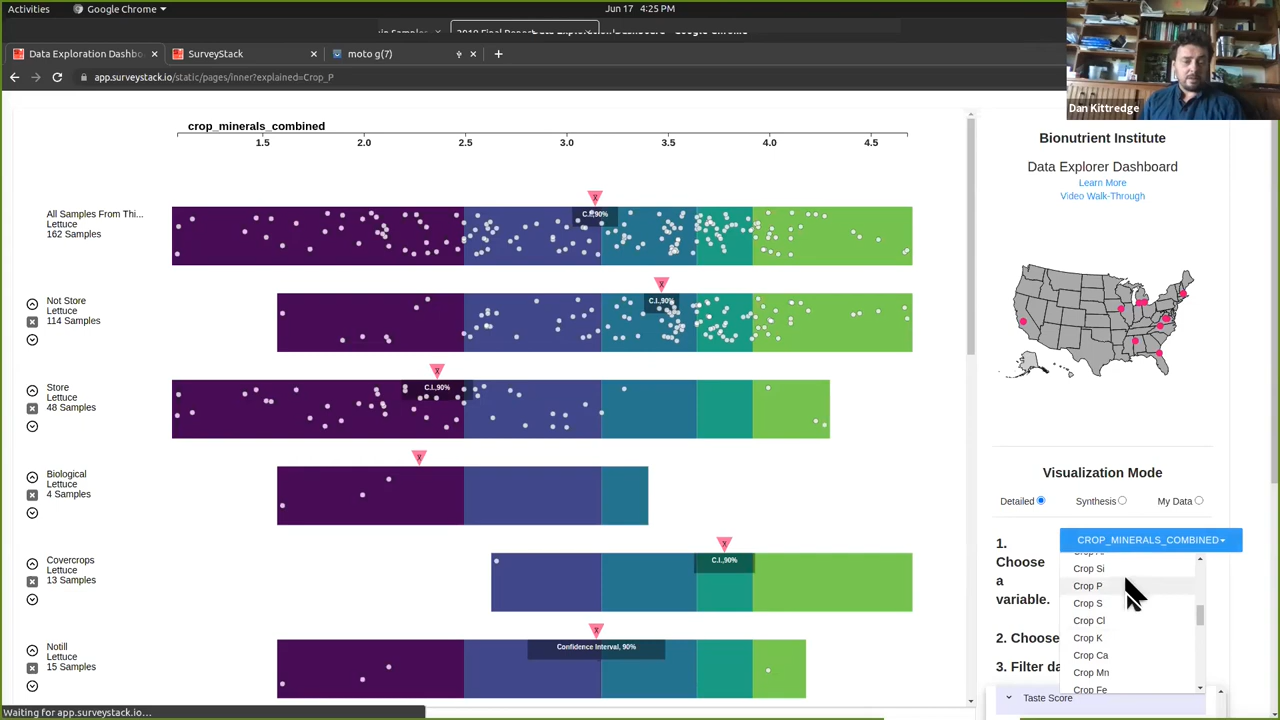 Activities
Google Chrome
Jun 17 4:25 PM
Data Exploration Dashbo
SurveyStack
moto g(7)
app.surveystack.io/static/pages/inner?explained=Crop_P
Dan Kittredge
crop_minerals_combined
1.5 2.0 2.5 3.0 3.5 4.0 4.5
All Samples From Thi...
Lettuce
162 Samples
C.I.,90%
Not Store
Lettuce
114 Samples
C.I.,90%
Store
Lettuce
48 Samples
C.I.,90%
Biological
Lettuce
4 Samples
Covercrops
Lettuce
13 Samples
C.I.,90%
Notill
Lettuce
15 Samples
Confidence Interval, 90%
Waiting for app.surveystack.io…
Bionutrient Institute
Data Explorer Dashboard
Learn More
Video Walk-Through
Visualization Mode
Detailed Synthesis My Data
1.
Choose
a
variable.
CROP_MINERALS_COMBINED
Crop Si
Crop P
Crop S
Crop Cl
Crop K
Crop Ca
Crop Mn
Crop Fe
2. Choose
3. Filter da
Taste Score